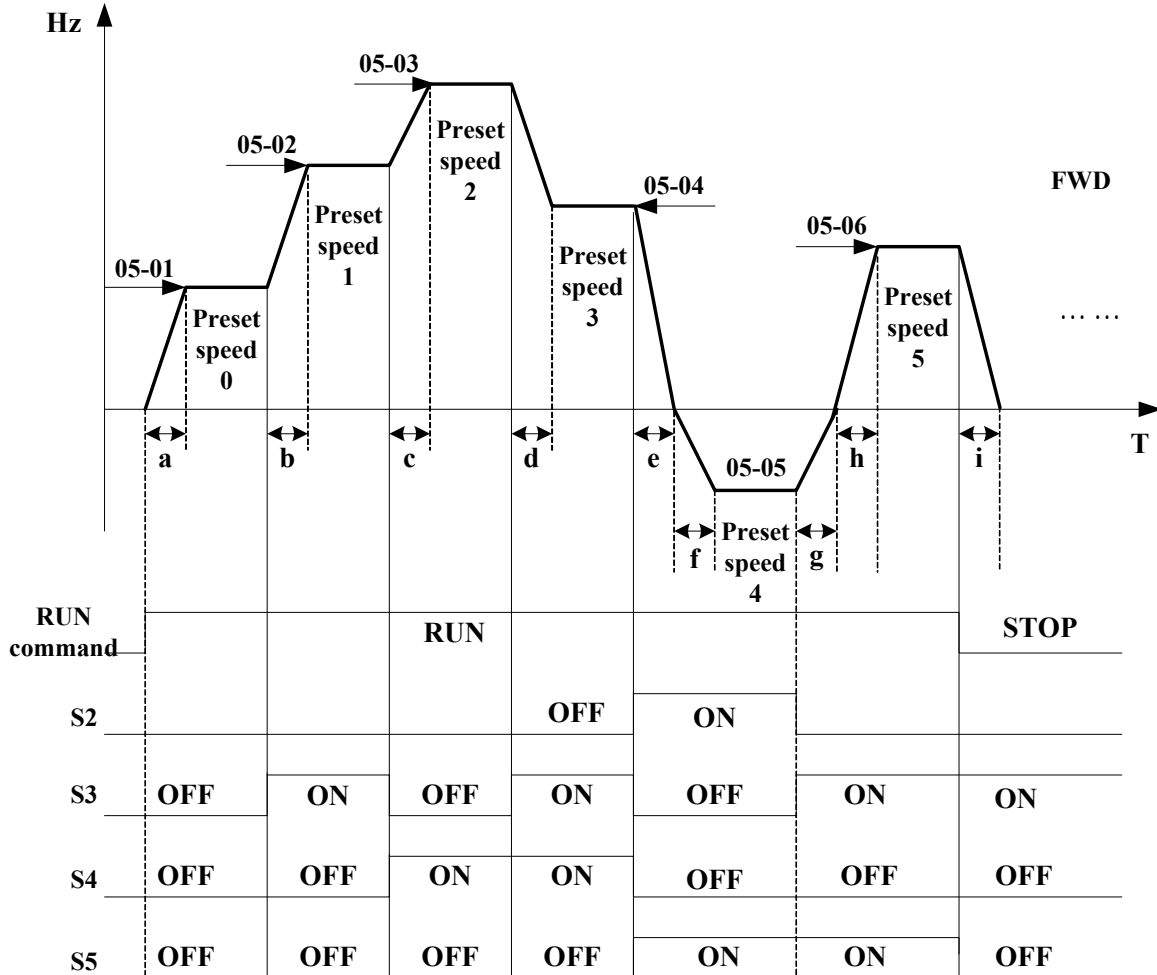 Hz
05-03
Preset
speed
2
05-02
05-04
FWD
Preset
speed
1
05-06
05-01
Preset
speed
3
Preset
speed
0
Preset
speed
5
... ...
T
a
b
c
d
e
h
i
05-05
f
Preset
speed
4
g
RUN
command
RUN
STOP
S2
OFF
ON
S3
OFF
ON
OFF
ON
OFF
ON
ON
S4
OFF
OFF
ON
ON
OFF
OFF
OFF
S5
OFF
OFF
OFF
OFF
ON
ON
OFF